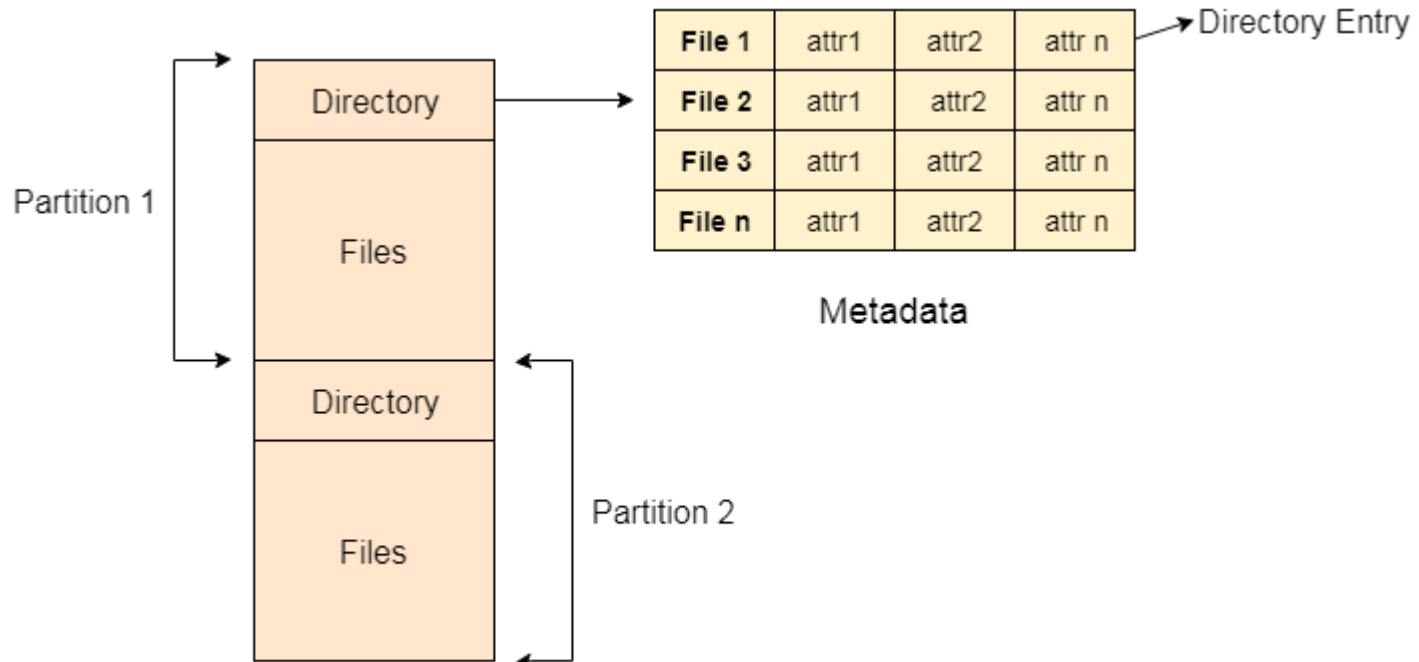 File 1 attr1 attr2 attr n
Directory Entry
File 2 attr1 attr2 attr n
File 3 attr1 attr2 attr n
File n attr1 attr2 attr n
Metadata
Directory
Partition 1
Files
Directory
Partition 2
Files